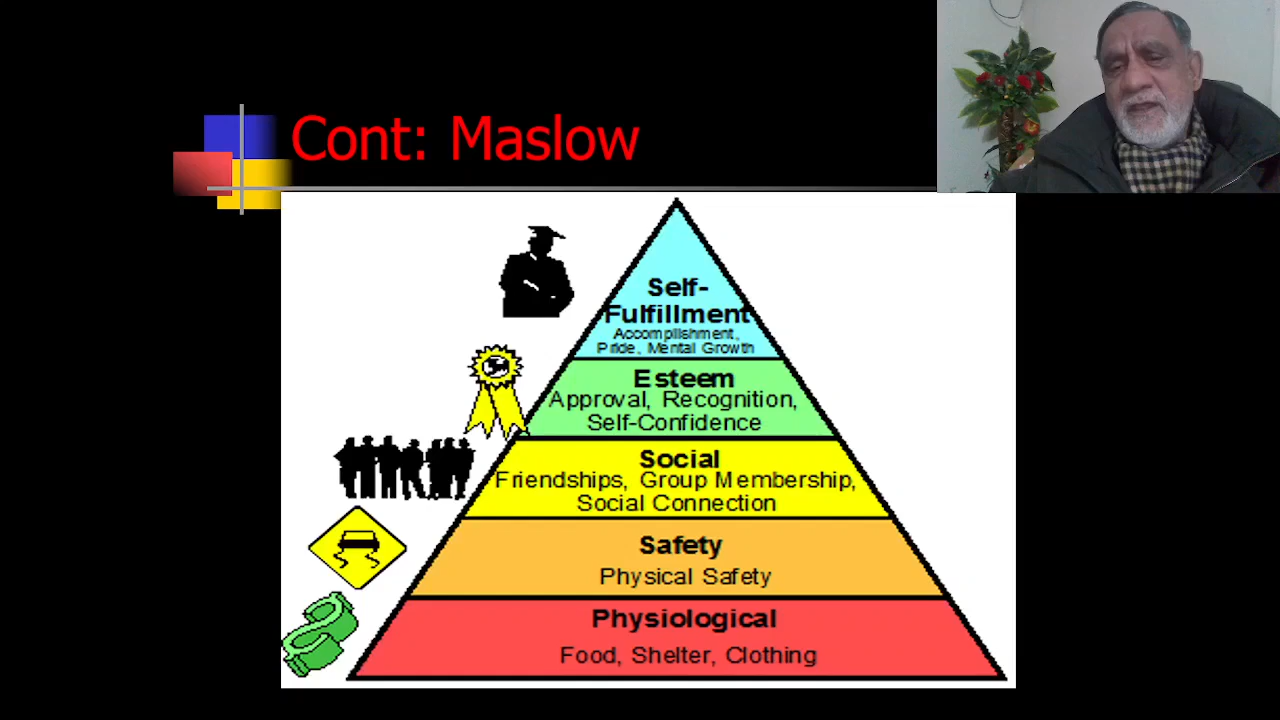 Cont: Maslow
Self-
Fulfillment
Accomplishment,
Pride, Mental Growth
Esteem
Approval, Recognition,
Self-Confidence
Social
Friendships, Group Membership,
Social Connection
Safety
Physical Safety
Physiological
Food, Shelter, Clothing